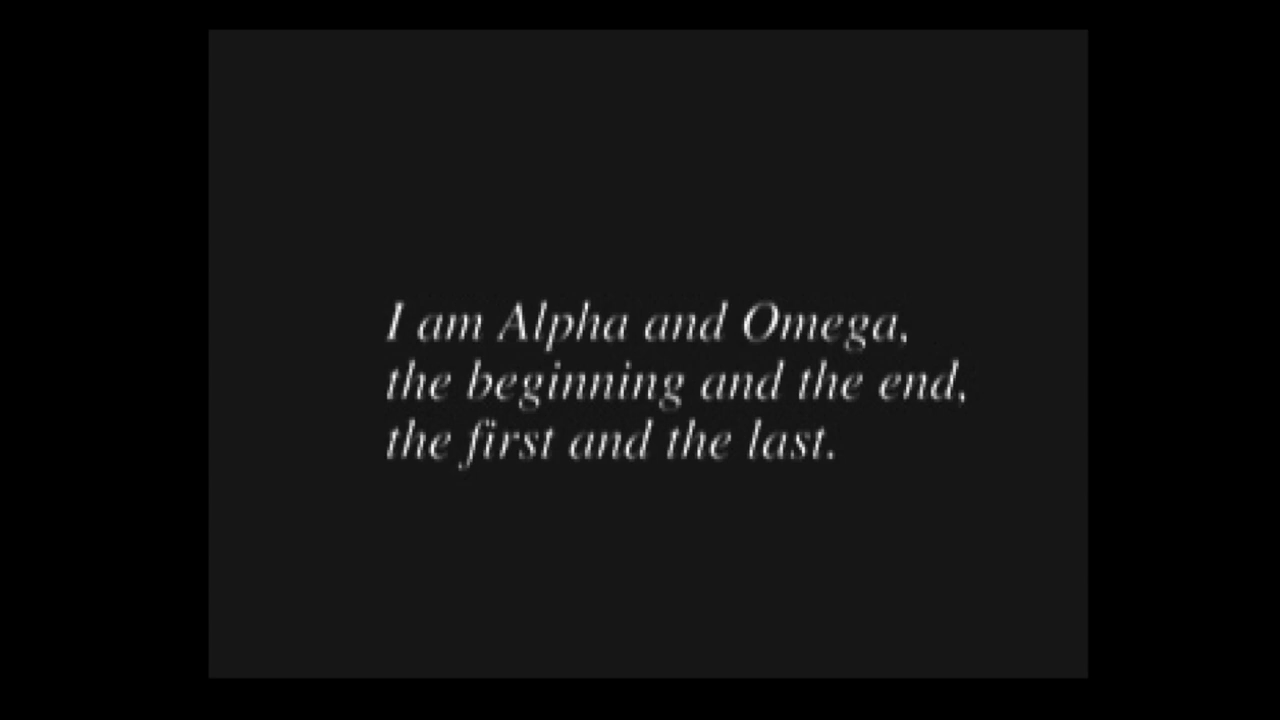 I am Alpha and Omega,
the beginning and the end,
the first and the last.